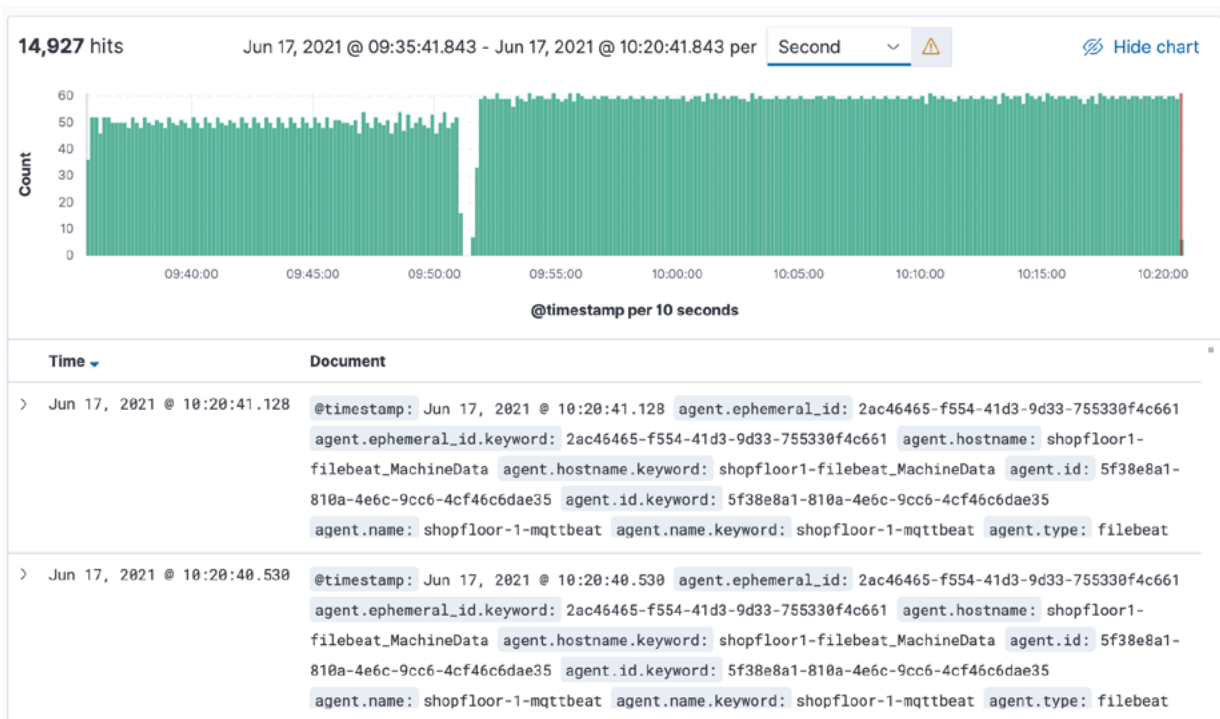 14,927 hits Jun 17, 2021 @ 09:35:41.843 - Jun 17, 2021 @ 10:20:41.843 per Second Hide chart
60
50
40
30
20
10
0
Count
09:40:00 09:45:00 09:50:00 09:55:00 10:00:00 10:05:00 10:10:00 10:15:00 10:20:00
@timestamp per 10 seconds
Time Document
Jun 17, 2021 @ 10:20:41.128 @timestamp: Jun 17, 2021 @ 10:20:41.128 agent.ephemeral_id: 2ac46465-f554-41d3-9d33-755330f4c661
agent.ephemeral_id.keyword: 2ac46465-f554-41d3-9d33-755330f4c661 agent.hostname: shopfloor1-
filebeat_MachineData agent.hostname.keyword: shopfloor1-filebeat_MachineData agent.id: 5f38e8a1-
810a-4e6c-9cc6-4cf46c6dae35 agent.id.keyword: 5f38e8a1-810a-4e6c-9cc6-4cf46c6dae35
agent.name: shopfloor-1-mqttbeat agent.name.keyword: shopfloor-1-mqttbeat agent.type: filebeat
Jun 17, 2021 @ 10:20:40.530 @timestamp: Jun 17, 2021 @ 10:20:40.530 agent.ephemeral_id: 2ac46465-f554-41d3-9d33-755330f4c661
agent.ephemeral_id.keyword: 2ac46465-f554-41d3-9d33-755330f4c661 agent.hostname: shopfloor1-
filebeat_MachineData agent.hostname.keyword: shopfloor1-filebeat_MachineData agent.id: 5f38e8a1-
810a-4e6c-9cc6-4cf46c6dae35 agent.id.keyword: 5f38e8a1-810a-4e6c-9cc6-4cf46c6dae35
agent.name: shopfloor-1-mqttbeat agent.name.keyword: shopfloor-1-mqttbeat agent.type: filebeat